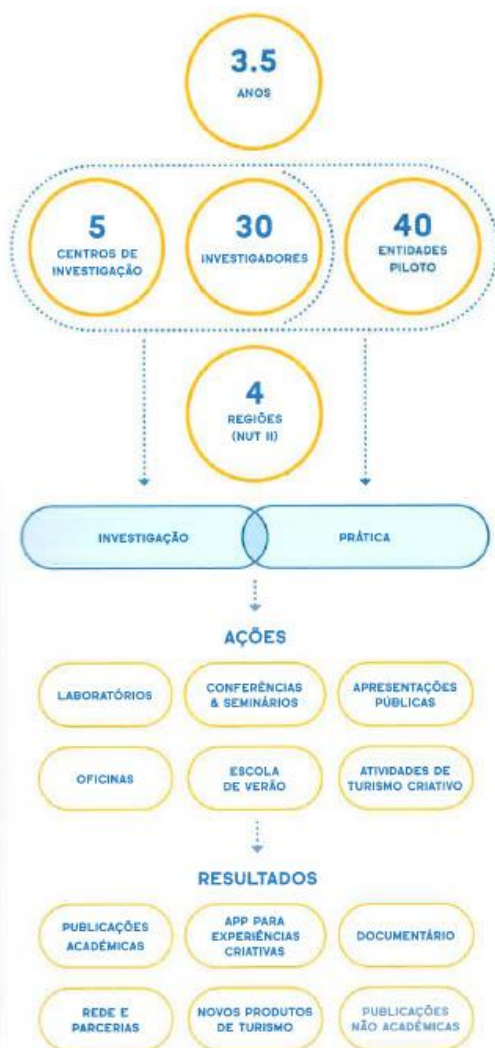 3.5
ANOS
5
CENTROS DE
INVESTIGAÇÃO
30
INVESTIGADORES
40
ENTIDADES
PILOTO
4
REGIÕES
(NUT II)
INVESTIGAÇÃO
PRÁTICA
AÇÕES
LABORATÓRIOS
CONFERÊNCIAS
& SEMINÁRIOS
APRESENTAÇÕES
PÚBLICAS
OFICINAS
ESCOLA
DE VERÃO
ATIVIDADES DE
TURISMO CRIATIVO
RESULTADOS
PUBLICAÇÕES
ACADÉMICAS
APP PARA
EXPERIÊNCIAS
CRIATIVAS
DOCUMENTÁRIO
REDE E
PARCERIAS
NOVOS PRODUTOS
DE TURISMO
PUBLICAÇÕES
NÃO ACADÉMICAS